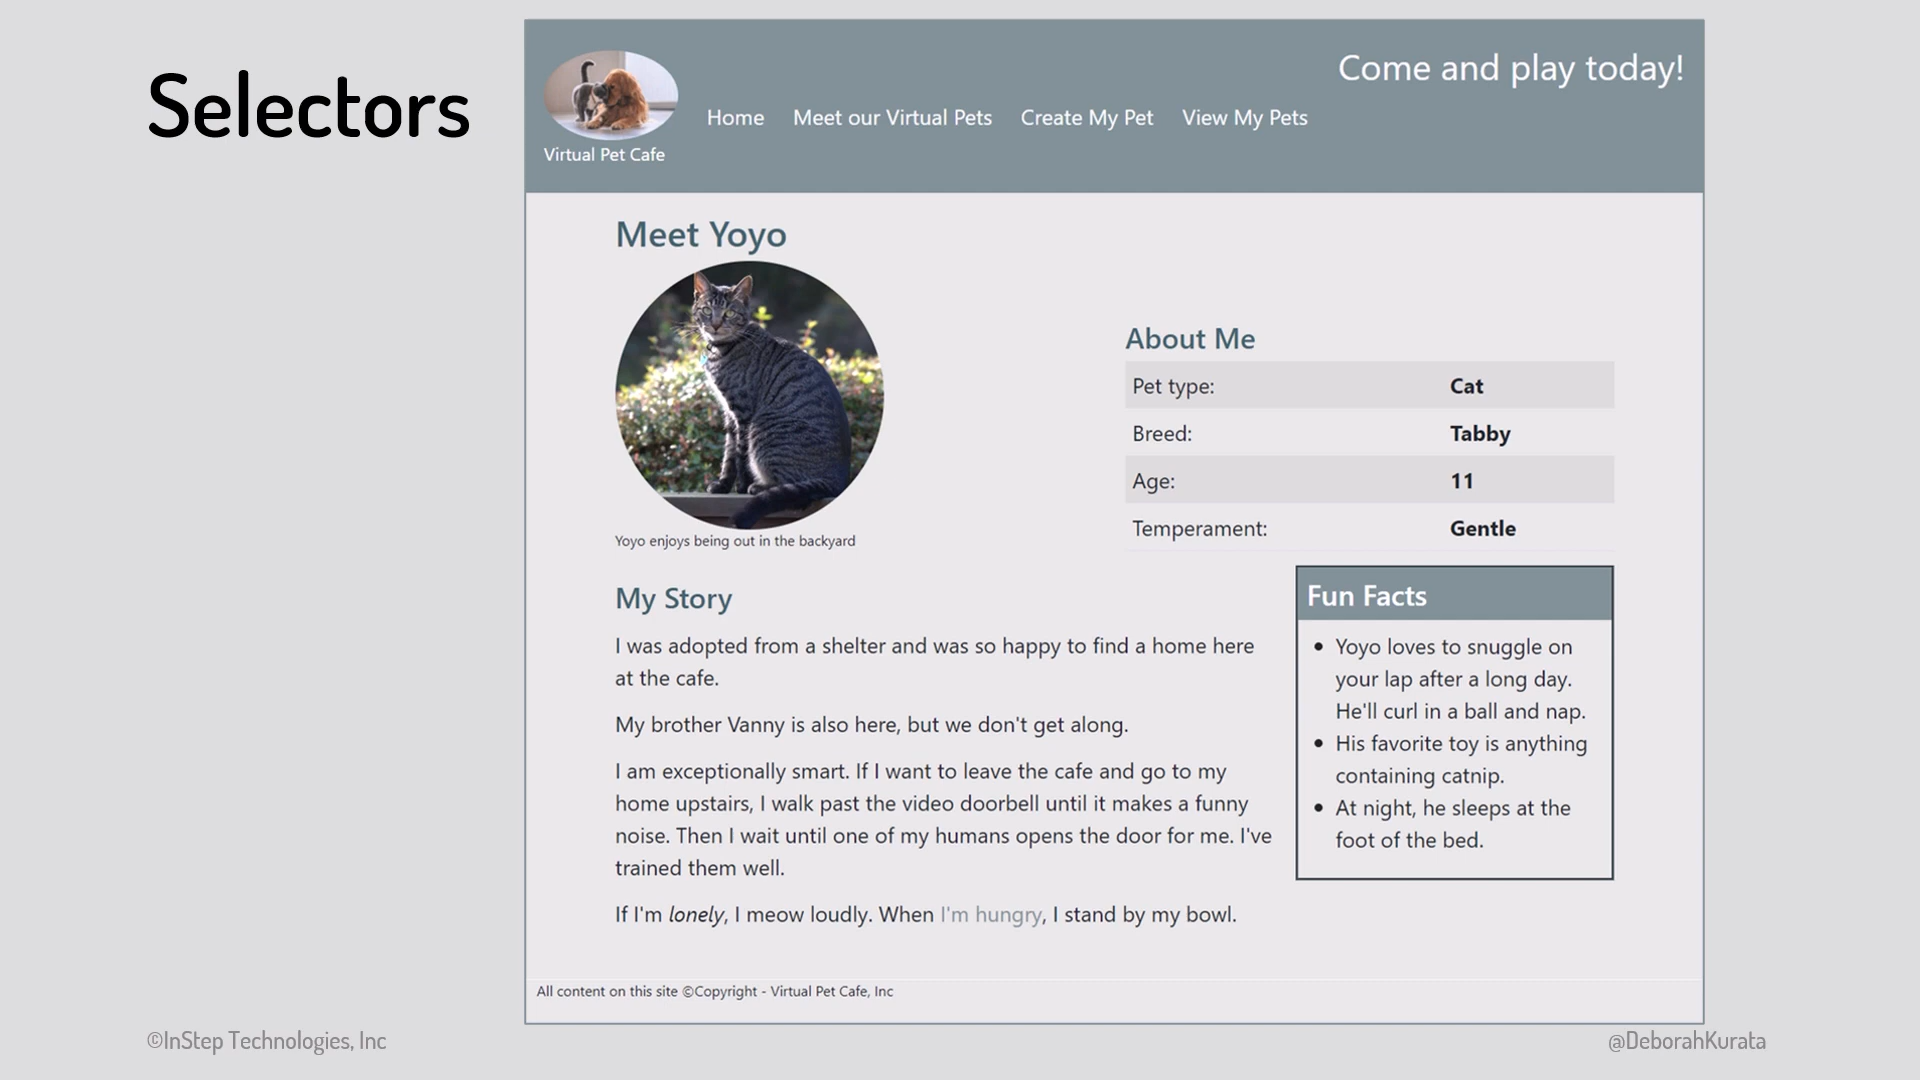 Selectors
Come and play today!
Home Meet our Virtual Pets Create My Pet View My Pets
Virtual Pet Cafe
Meet Yoyo
Yoyo enjoys being out in the backyard
About Me
Pet type: Cat
Breed: Tabby
Age: 11
Temperament: Gentle
My Story
I was adopted from a shelter and was so happy to find a home here
at the cafe.
My brother Vanny is also here, but we don't get along.
I am exceptionally smart. If I want to leave the cafe and go to my
home upstairs, I walk past the video doorbell until it makes a funny
noise. Then I wait until one of my humans opens the door for me. I've
trained them well.
If I'm lonely, I meow loudly. When I'm hungry, I stand by my bowl.
Fun Facts
• Yoyo loves to snuggle on
your lap after a long day.
He'll curl in a ball and nap.
• His favorite toy is anything
containing catnip.
• At night, he sleeps at the
foot of the bed.
All content on this site ©Copyright - Virtual Pet Cafe, Inc
©InStep Technologies, Inc
@DeborahKurata